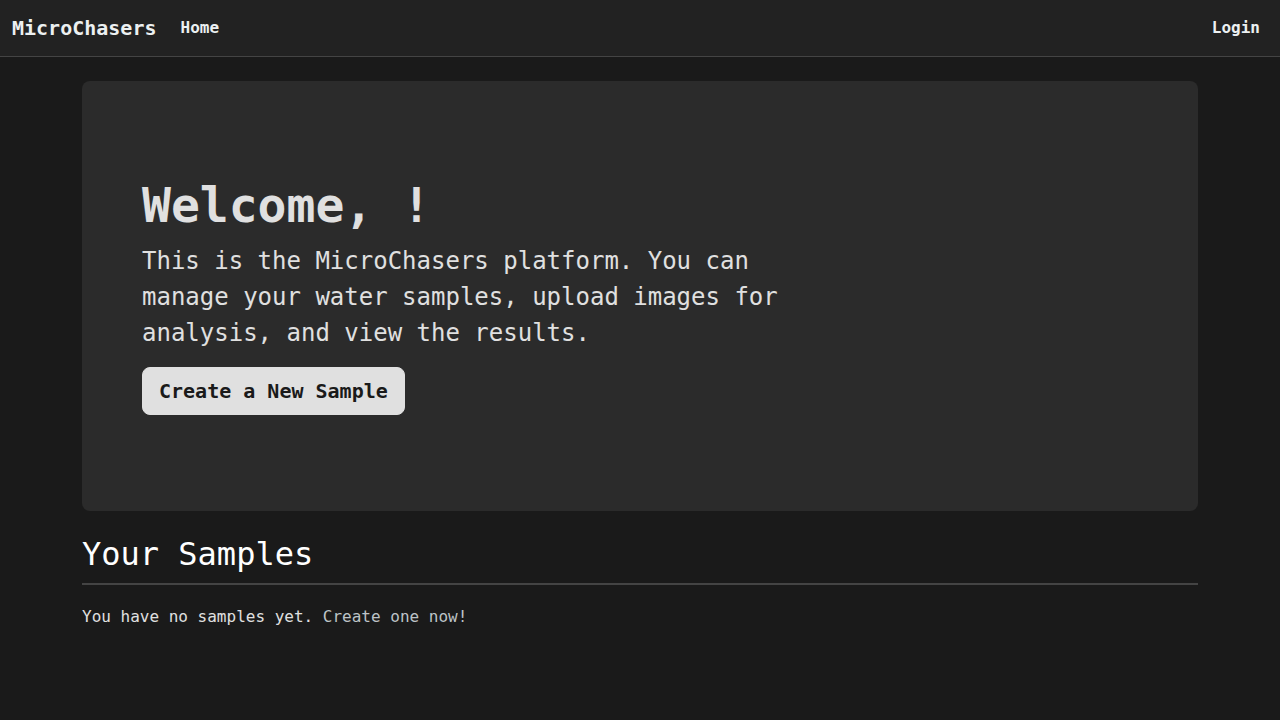 MicroChasers Home Login
Welcome, !
This is the MicroChasers platform. You can
manage your water samples, upload images for
analysis, and view the results.
Create a New Sample
Your Samples
You have no samples yet. Create one now!